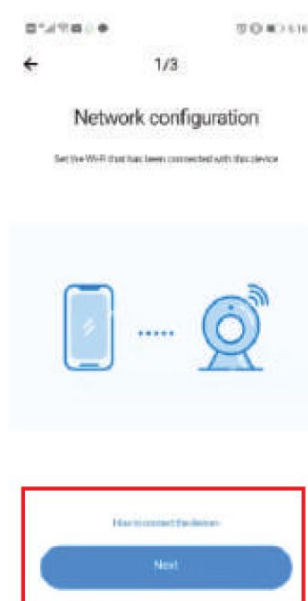 1/3
Network configuration
Set the Wi-Fi that has been connected with this device
How to connect the device
Next